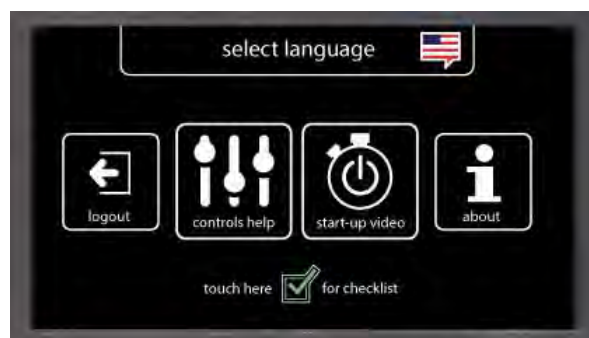 select language
logout
controls help
start-up video
about
touch here for checklist